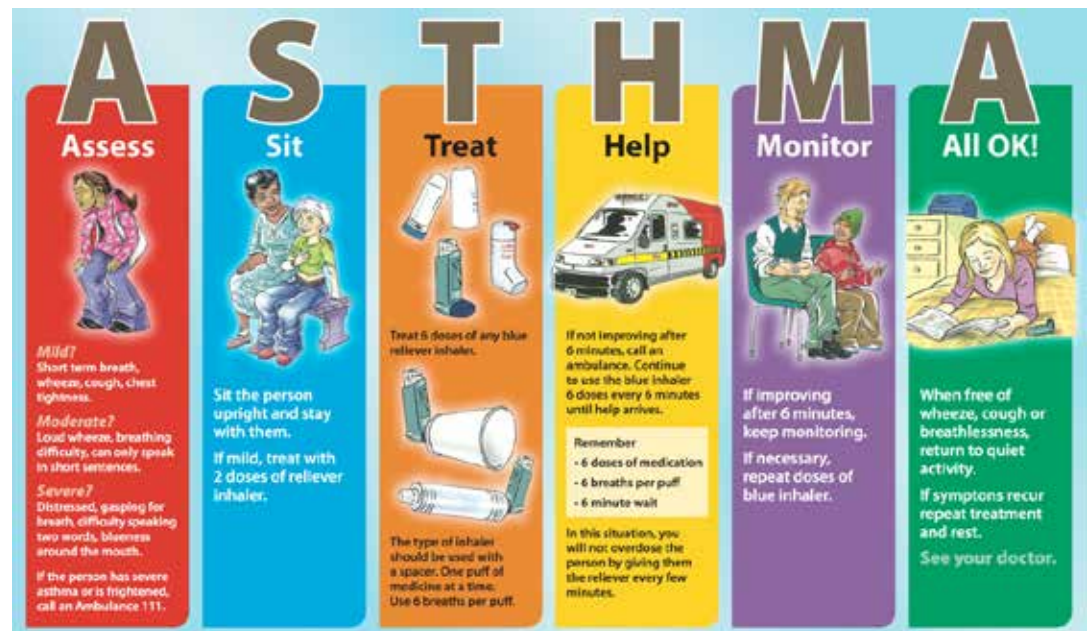 A S T H M A
Assess
Mild?
Short term breath,
wheeze, cough, chest
tightness.
Moderate?
Loud wheeze, breathing
difficulty, can only speak
in short sentences.
Severe?
Distressed, gasping for
breath, difficulty speaking
two words, blueness
around the mouth.
If the person has severe
asthma or is frightened,
call an Ambulance 111.
Sit
Sit the person
upright and stay
with them.
If mild, treat with
2 doses of reliever
inhaler.
Treat
Treat 6 doses of any blue
reliever inhaler.
The type of inhaler
should be used with
a spacer. One puff of
medicine at a time.
Use 6 breaths per puff.
Help
If not improving after
6 minutes, call an
ambulance. Continue
to use the blue inhaler
6 doses every 6 minutes
until help arrives.
Remember
- 6 doses of medication
- 6 breaths per puff
- 6 minute wait
In this situation, you
will not overdose the
person by giving them
the reliever every few
minutes.
Monitor
If improving
after 6 minutes,
keep monitoring.
If necessary,
repeat doses of
blue inhaler.
All OK!
When free of
wheeze, cough or
breathlessness,
return to quiet
activity.
If symptons recur
repeat treatment
and rest.
See your doctor.